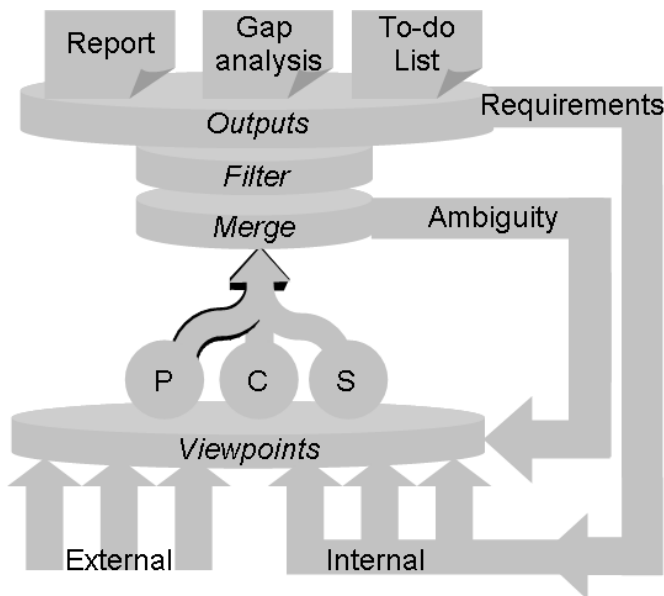 Report
Gap
analysis
To-do
List
Requirements
Outputs
Filter
Merge
Ambiguity
P
C
S
Viewpoints
External
Internal